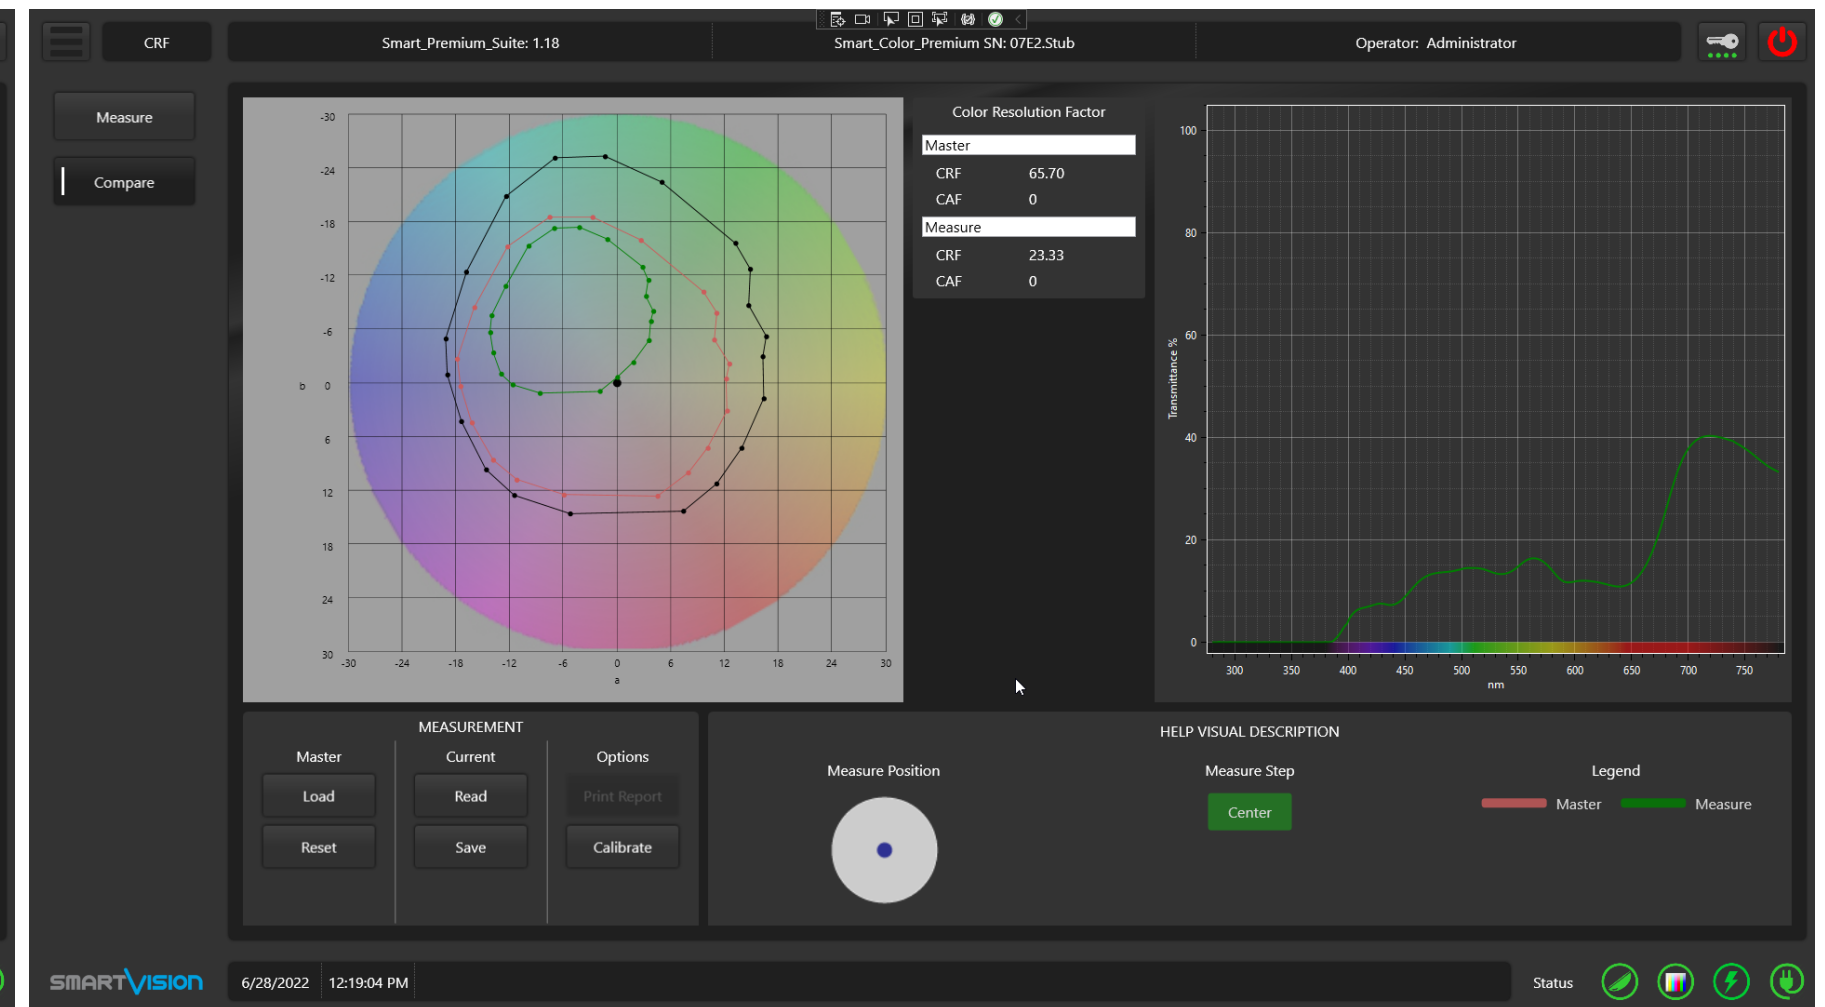 CRF
Smart_Premium_Suite: 1.18
Smart_Color_Premium SN: 07E2.Stub
Operator: Administrator
Measure
Compare
-30
-24
-18
-12
-6
b 0
6
12
18
24
30
-30 -24 -18 -12 -6 0 6 12 18 24 30
a
Color Resolution Factor
Master
CRF 65.70
CAF 0
Measure
CRF 23.33
CAF 0
100
80
60
40
20
0
Transmittance %
300 350 400 450 500 550 600 650 700 750
nm
MEASUREMENT
Master Current Options
Load Read Print Report
Reset Save Calibrate
HELP VISUAL DESCRIPTION
Measure Position Measure Step Legend
Center
Master Measure
SMARTVISION
6/28/2022 12:19:04 PM
Status